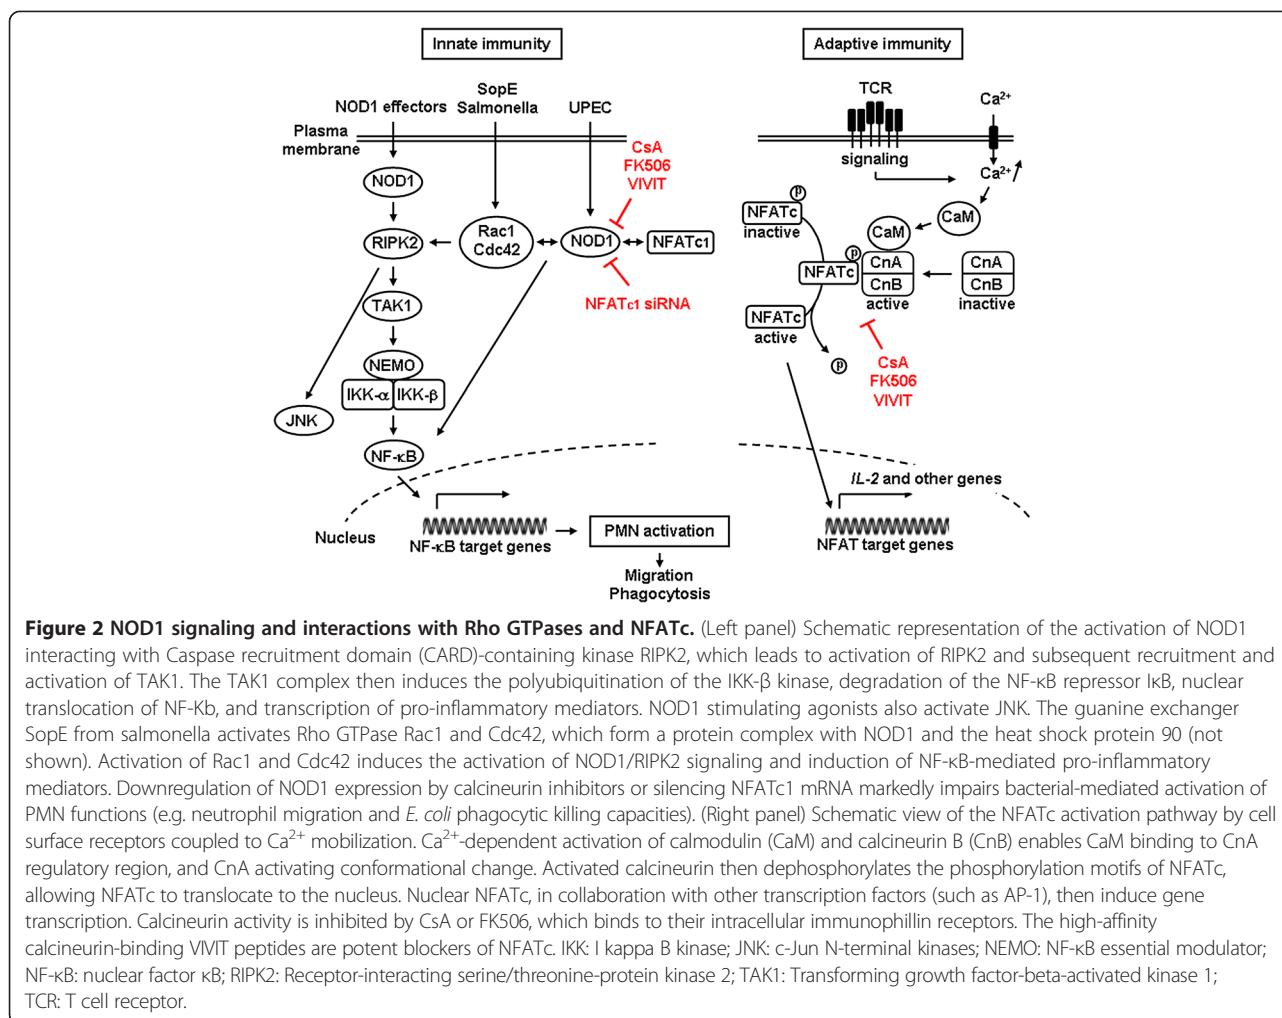 Innate immunity
NOD1 effectors
SopE
Salmonella
UPEC
Plasma
membrane
CsA
FK506
VIVIT
NOD1
RIPK2
Rac1
Cdc42
NOD1
NFATc1
NFATc1 siRNA
TAK1
NEMO
IKK-α
IKK-β
JNK
NF-κB
Nucleus
NF-κB target genes
PMN activation
Migration
Phagocytosis
Adaptive immunity
TCR
signaling
Ca2+
Ca2+
CaM
CaM
P
NFATc
inactive
P
NFATc
CnA
CnB
active
CnA
CnB
inactive
NFATc
active
P
CsA
FK506
VIVIT
IL-2 and other genes
NFAT target genes
Figure 2 NOD1 signaling and interactions with Rho GTPases and NFATc. (Left panel) Schematic representation of the activation of NOD1
interacting with Caspase recruitment domain (CARD)-containing kinase RIPK2, which leads to activation of RIPK2 and subsequent recruitment and
activation of TAK1. The TAK1 complex then induces the polyubiquitination of the IKK-β kinase, degradation of the NF-κB repressor IκB, nuclear
translocation of NF-Kb, and transcription of pro-inflammatory mediators. NOD1 stimulating agonists also activate JNK. The guanine exchanger
SopE from salmonella activates Rho GTPase Rac1 and Cdc42, which form a protein complex with NOD1 and the heat shock protein 90 (not
shown). Activation of Rac1 and Cdc42 induces the activation of NOD1/RIPK2 signaling and induction of NF-κB-mediated pro-inflammatory
mediators. Downregulation of NOD1 expression by calcineurin inhibitors or silencing NFATc1 mRNA markedly impairs bacterial-mediated activation of
PMN functions (e.g. neutrophil migration and E. coli phagocytic killing capacities). (Right panel) Schematic view of the NFATc activation pathway by cell
surface receptors coupled to Ca2+ mobilization. Ca2+-dependent activation of calmodulin (CaM) and calcineurin B (CnB) enables CaM binding to CnA
regulatory region, and CnA activating conformational change. Activated calcineurin then dephosphorylates the phosphorylation motifs of NFATc,
allowing NFATc to translocate to the nucleus. Nuclear NFATc, in collaboration with other transcription factors (such as AP-1), then induce gene
transcription. Calcineurin activity is inhibited by CsA or FK506, which binds to their intracellular immunophillin receptors. The high-affinity
calcineurin-binding VIVIT peptides are potent blockers of NFATc. IKK: I kappa B kinase; JNK: c-Jun N-terminal kinases; NEMO: NF-κB essential modulator;
NF-κB: nuclear factor κB; RIPK2: Receptor-interacting serine/threonine-protein kinase 2; TAK1: Transforming growth factor-beta-activated kinase 1;
TCR: T cell receptor.